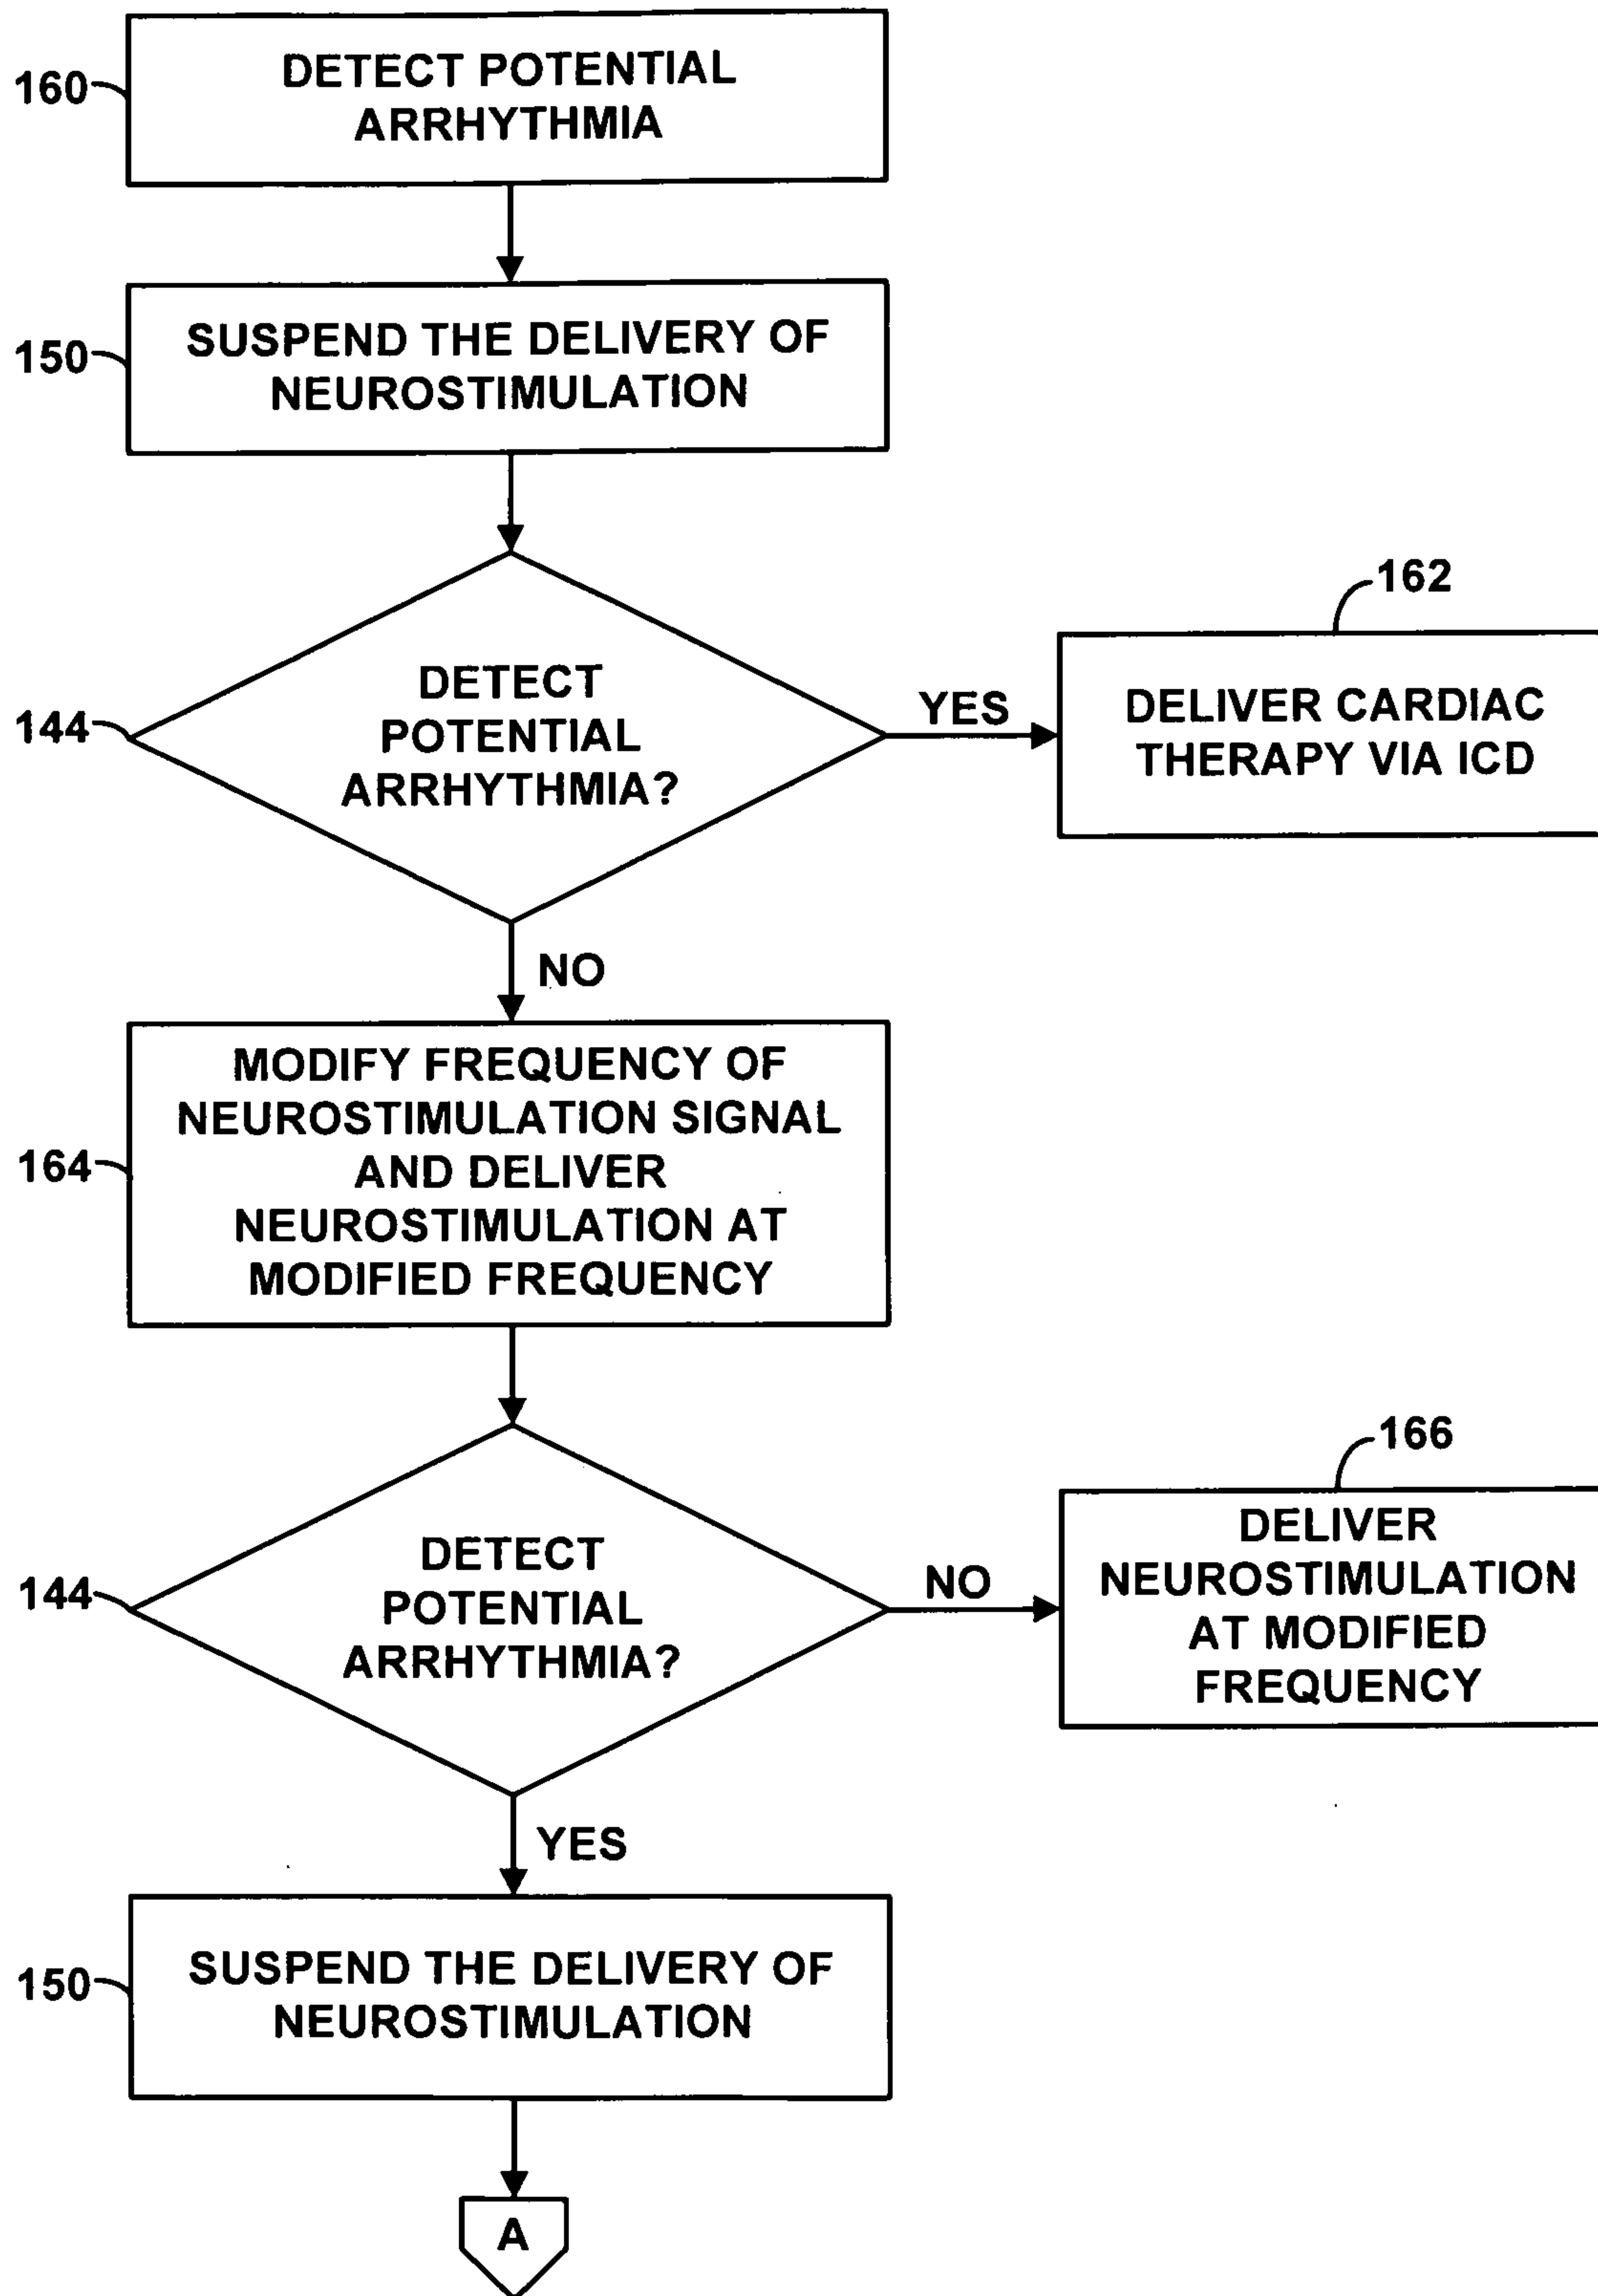 160
DETECT POTENTIAL
ARRHYTHMIA
150
SUSPEND THE DELIVERY OF
NEUROSTIMULATION
144
DETECT
POTENTIAL
ARRHYTHMIA?
YES
162
DELIVER CARDIAC
THERAPY VIA ICD
NO
164
MODIFY FREQUENCY OF
NEUROSTIMULATION SIGNAL
AND DELIVER
NEUROSTIMULATION AT
MODIFIED FREQUENCY
144
DETECT
POTENTIAL
ARRHYTHMIA?
NO
166
DELIVER
NEUROSTIMULATION
AT MODIFIED
FREQUENCY
YES
150
SUSPEND THE DELIVERY OF
NEUROSTIMULATION
A